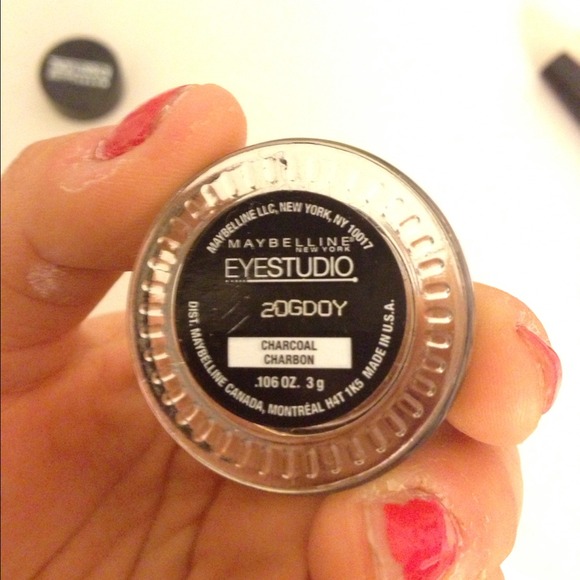 MAYBELLINE LLC, NEW YORK, NY 10017
MAYBELLINE®
NEW YORK
EYESTUDIO
20GD0Y
CHARCOAL
CHARBON
.106 OZ. 3 g
DIST. MAYBELLINE CANADA, MONTRÉAL H4T 1K5 MADE IN U.S.A.